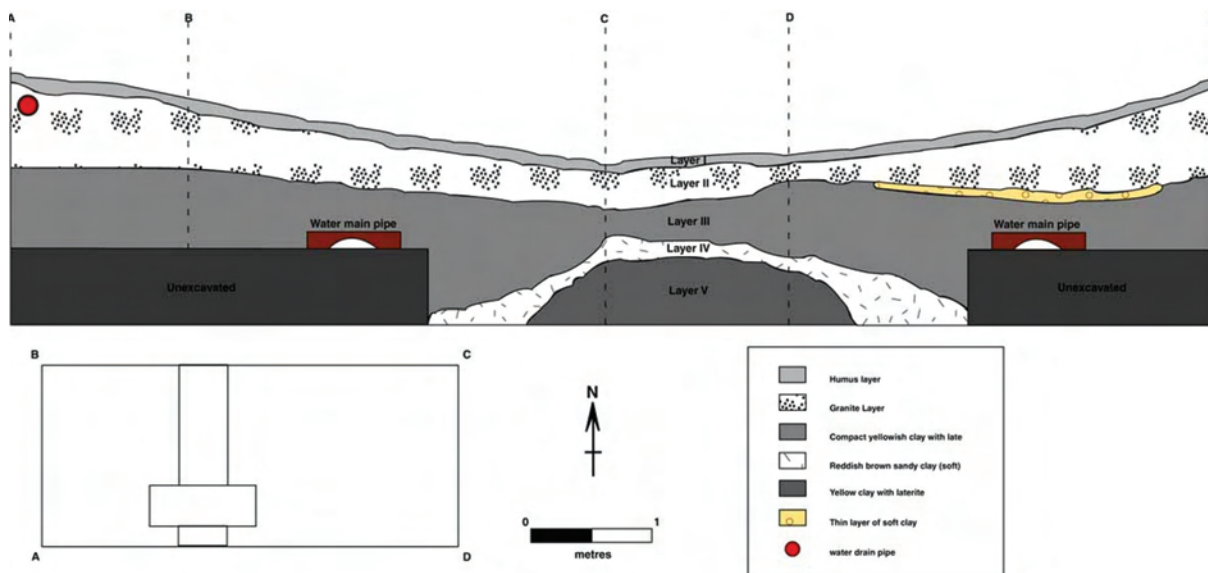 A B C D
Layer I
Layer II
Layer III
Water main pipe Water main pipe
Layer IV
Unexcavated Layer V Unexcavated
B C
A D
N
0 1
metres
Humus layer
Granite Layer
Compact yellowish clay with late
Reddish brown sandy clay (soft)
Yellow clay with laterite
Thin layer of soft clay
water drain pipe